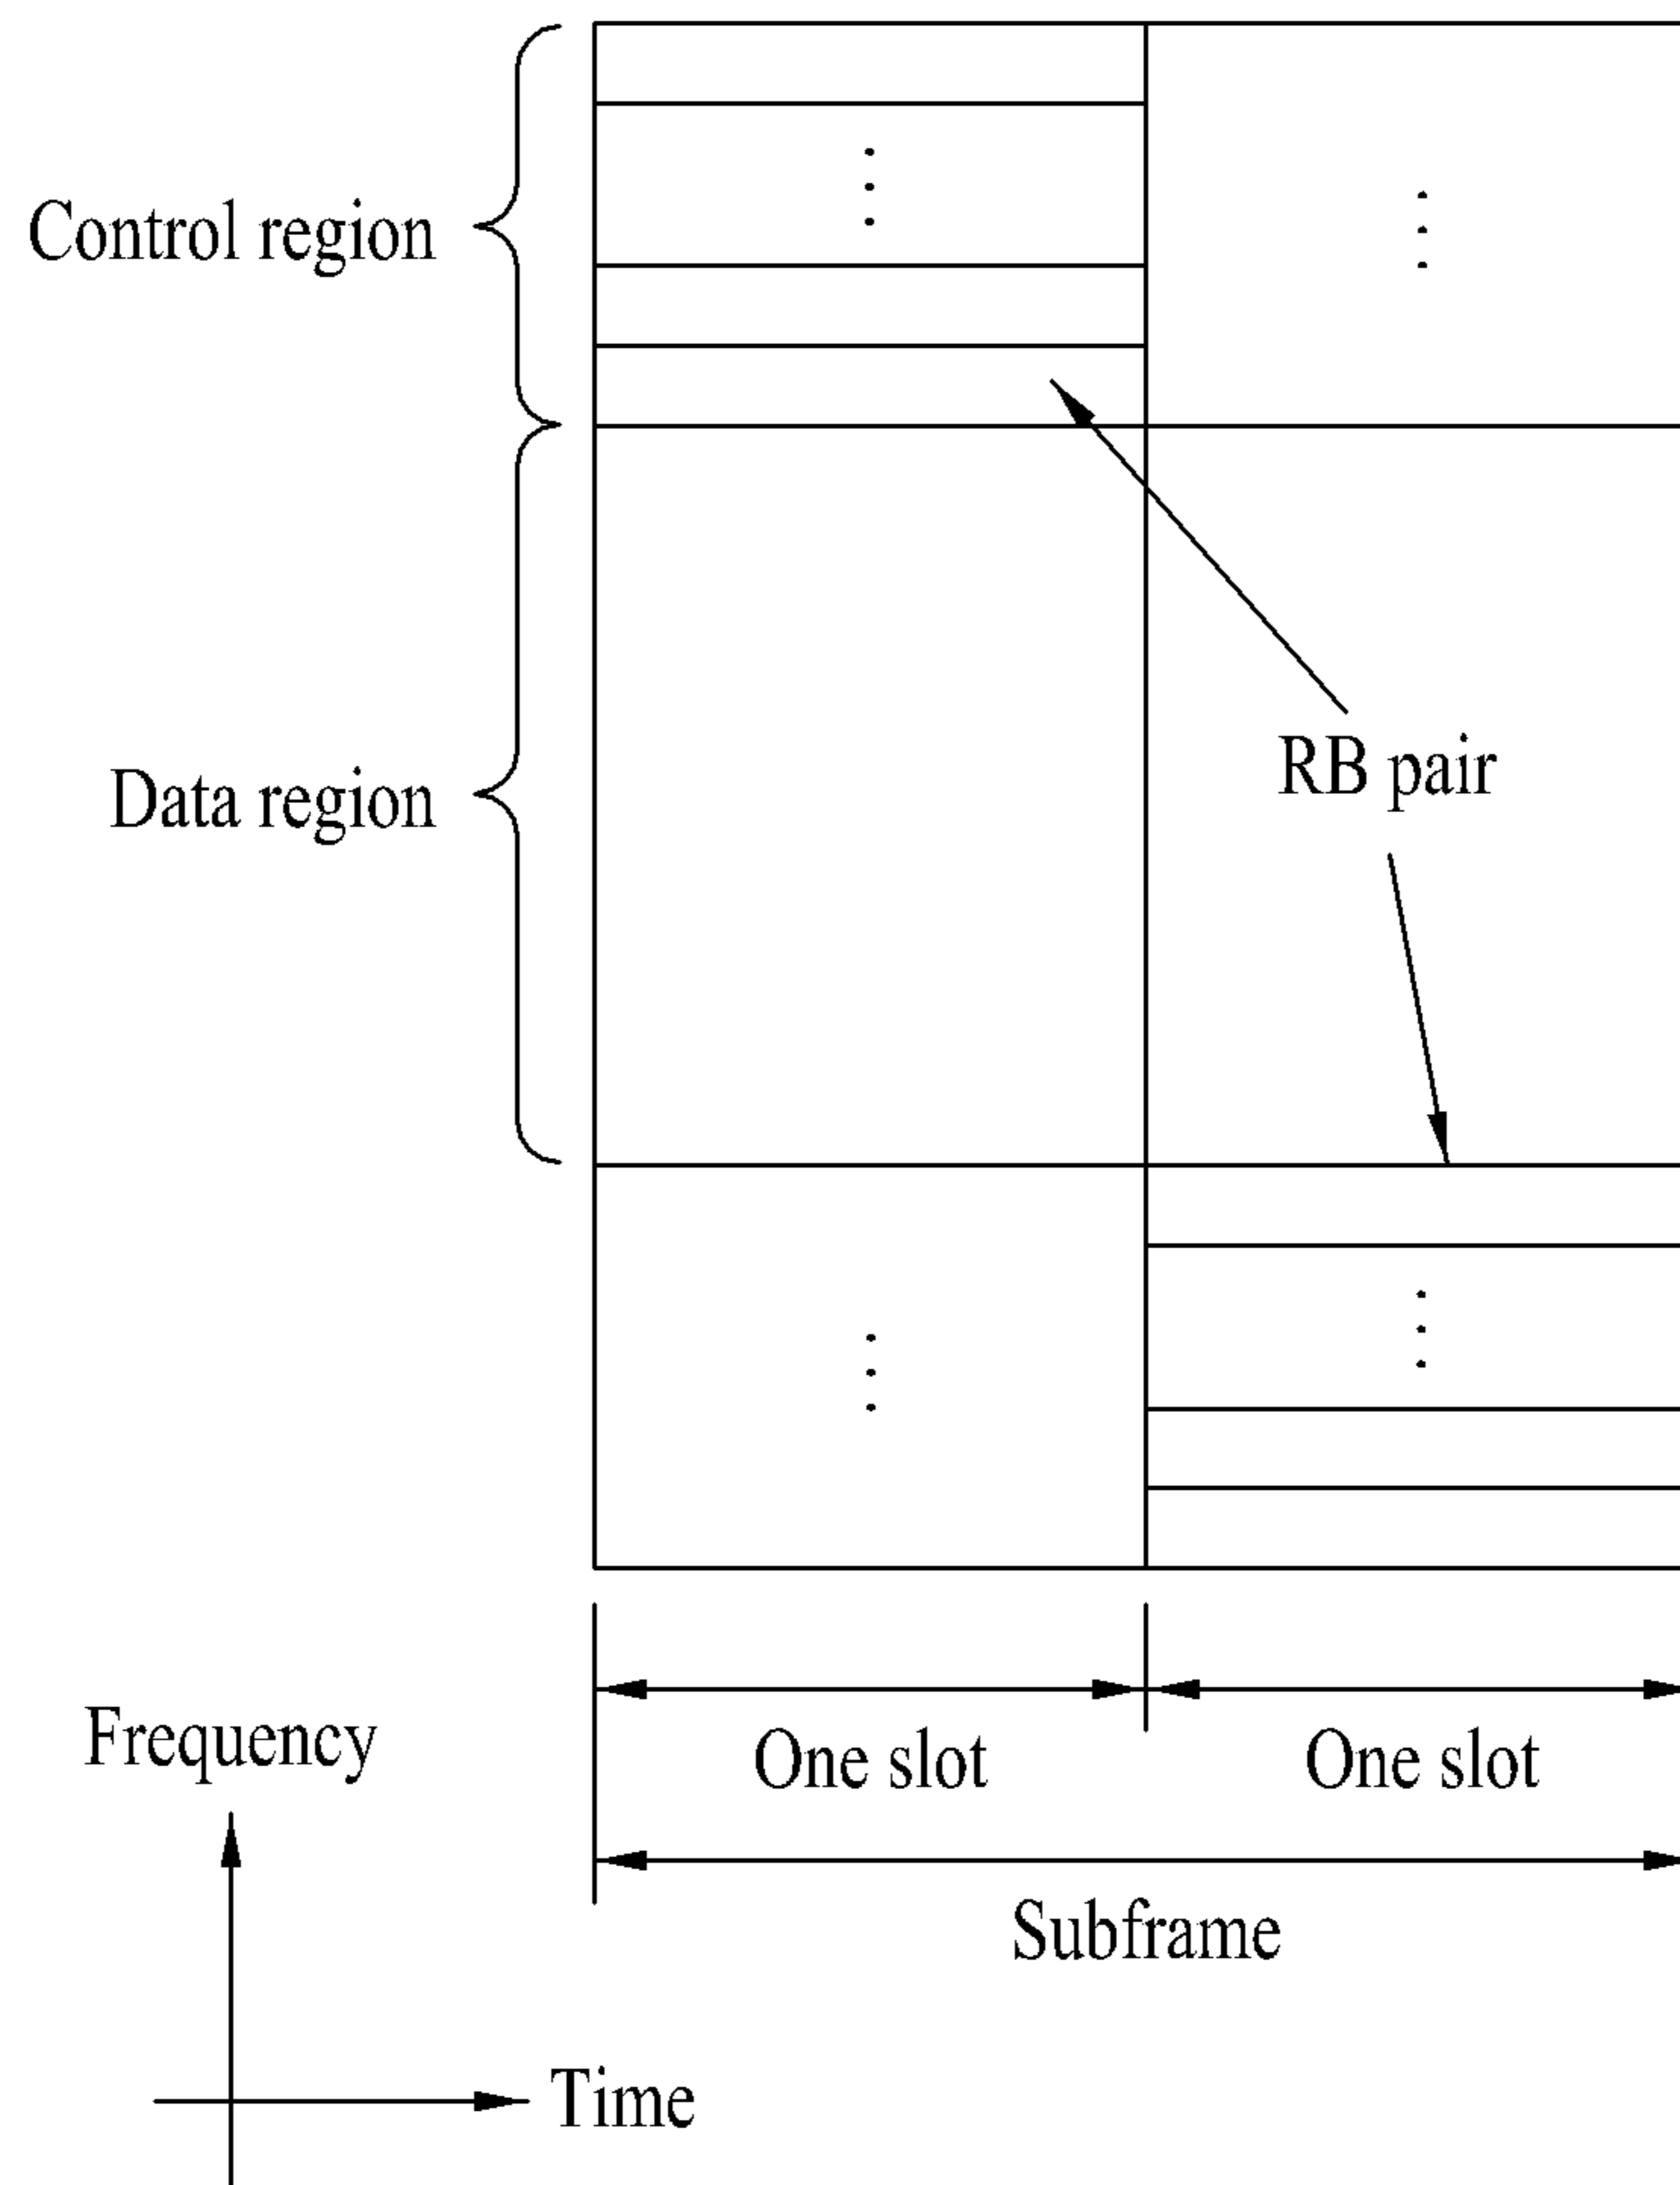 Control region
Data region
RB pair
One slot
One slot
Subframe
Frequency
Time